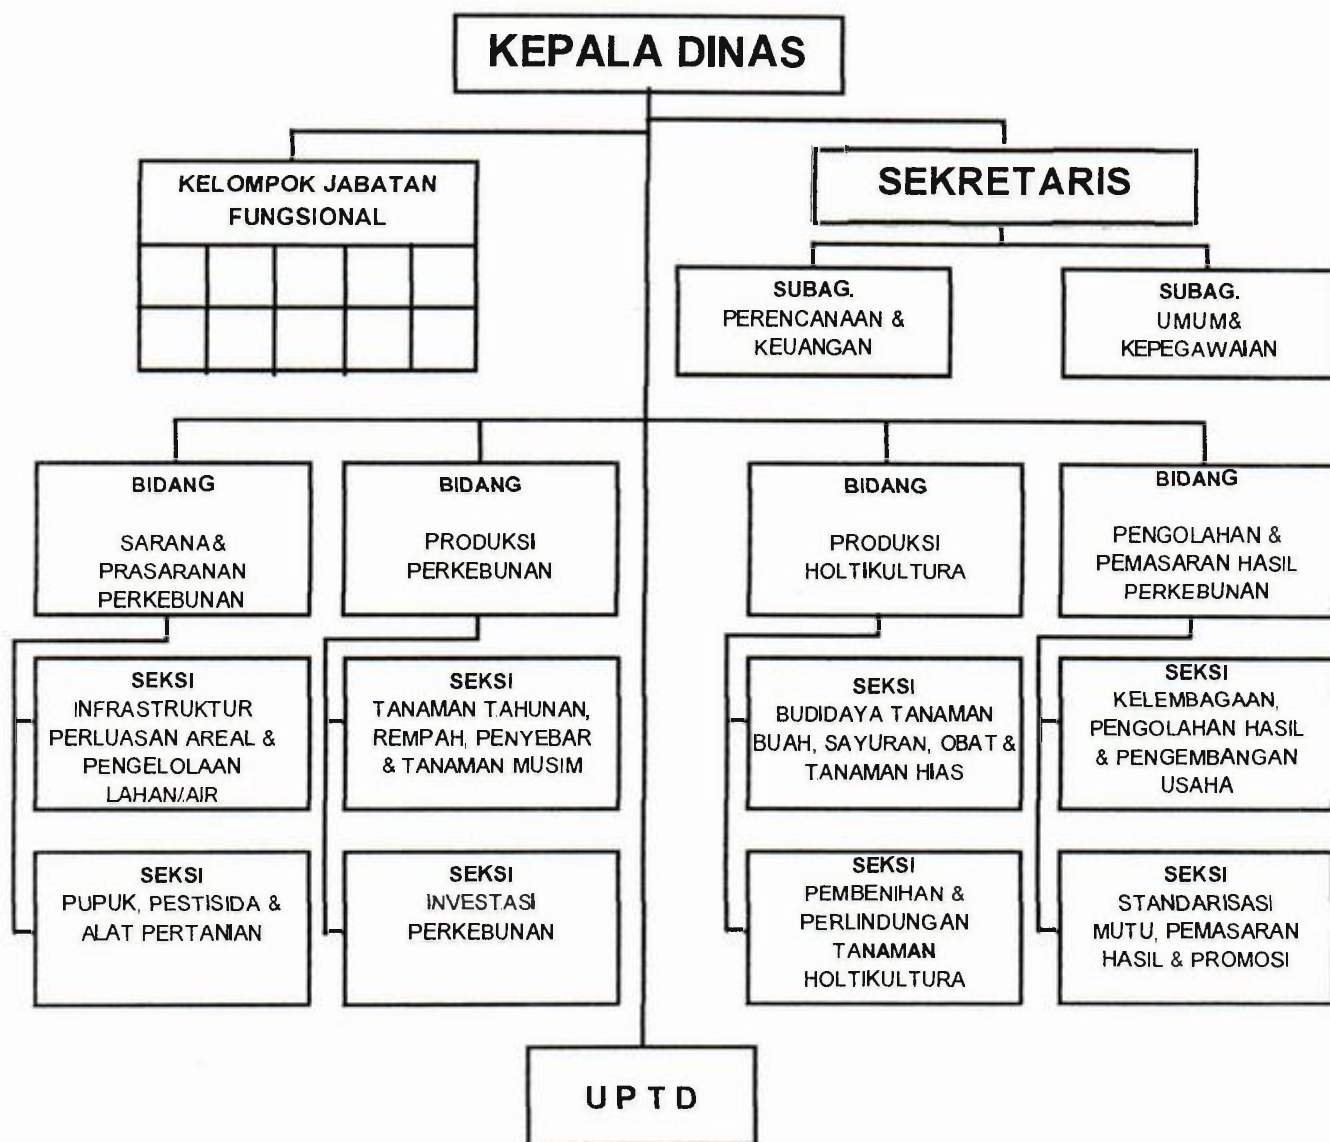 KEPALA DINAS
KELOMPOK JABATAN
FUNGSIONAL
SEKRETARIS
SUBAG.
PERENCANAAN &
KEUANGAN
SUBAG.
UMUM&
KEPEGAWAIAN
BIDANG
SARANA&
PRASARANAN
PERKEBUNAN
BIDANG
PRODUKSI
PERKEBUNAN
BIDANG
PRODUKSI
HOLTIKULTURA
BIDANG
PENGOLAHAN &
PEMASARAN HASIL
PERKEBUNAN
SEKSI
INFRASTRUKTUR
PERLUASAN AREAL &
PENGELOLAAN
LAHAN/AIR
SEKSI
TANAMAN TAHUNAN,
REMPAH, PENYEBAR
& TANAMAN MUSIM
SEKSI
BUDIDAYA TANAMAN
BUAH, SAYURAN, OBAT &
TANAMAN HIAS
SEKSI
KELEMBAGAAN,
PENGOLAHAN HASIL
& PENGEMBANGAN
USAHA
SEKSI
PUPUK, PESTISIDA &
ALAT PERTANIAN
SEKSI
INVESTASI
PERKEBUNAN
SEKSI
PEMBENIHAN &
PERLINDUNGAN
TANAMAN
HOLTIKULTURA
SEKSI
STANDARISASI
MUTU, PEMASARAN
HASIL & PROMOSI
UPTD